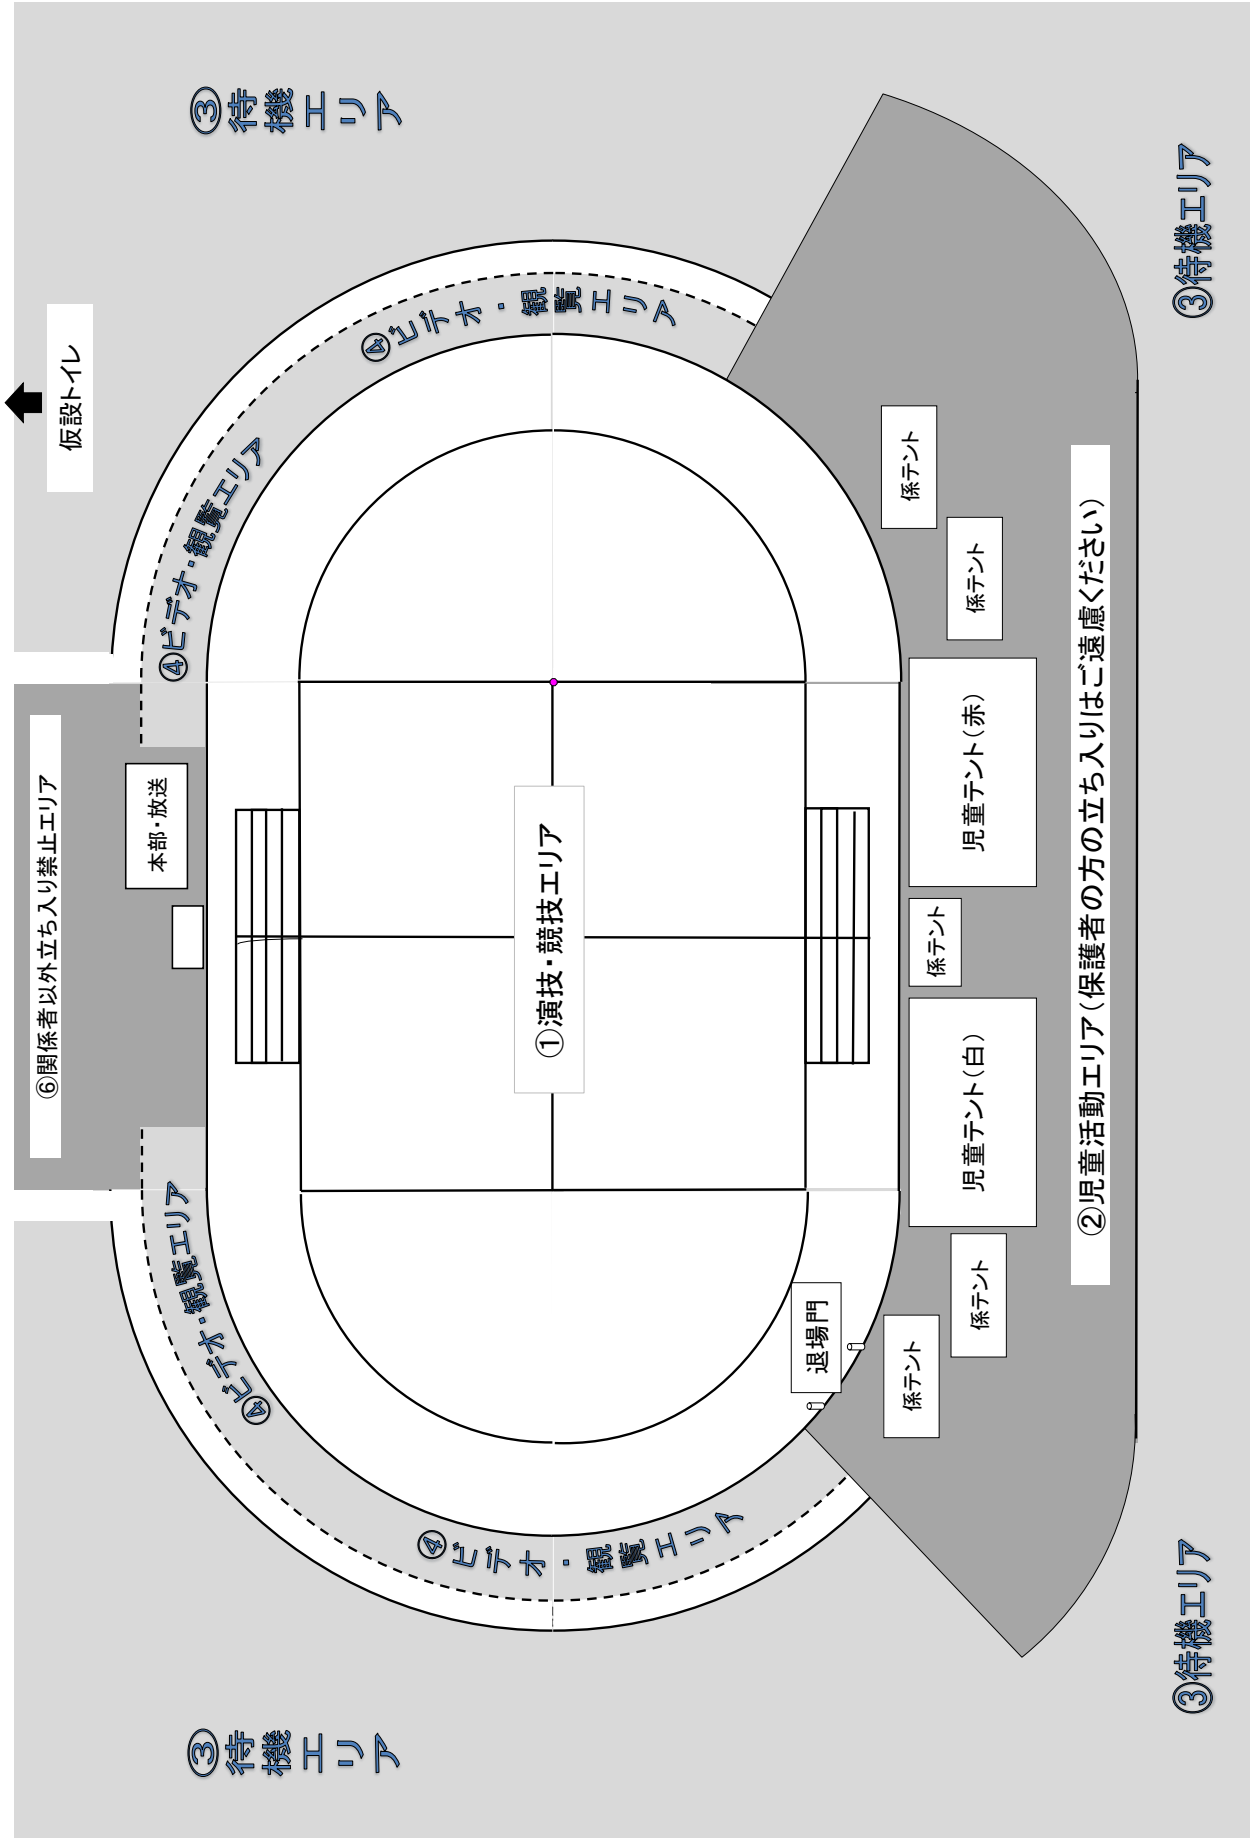 ③待機エリア
③待機エリア
仮設トイレ
⑥関係者以外立ち入り禁止エリア
本部・放送
④ビデオ・観覧エリア
④ビデオ・観覧エリア
④ビデオ・観覧エリア
④ビデオ・観覧エリア
①演技・競技エリア
退場門
係テント
係テント
児童テント(白)
係テント
児童テント(赤)
係テント
係テント
②児童活動エリア(保護者の方の立ち入りはご遠慮ください)
③待機エリア
③待機エリア